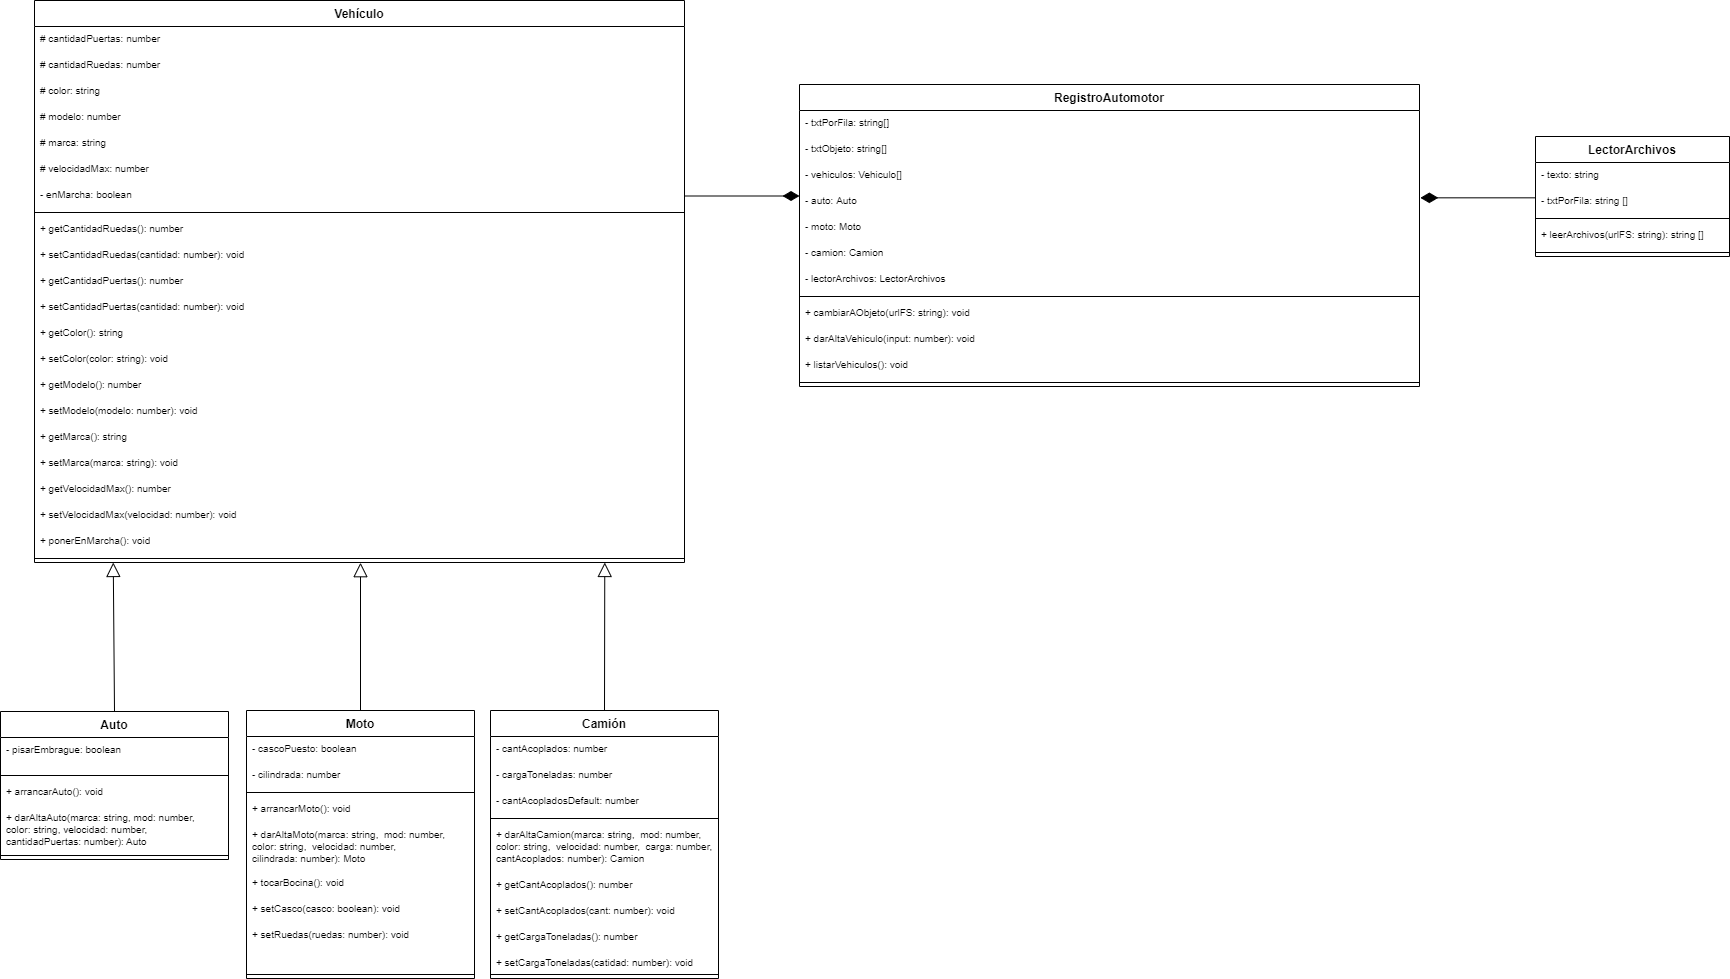 Vehículo
# cantidadPuertas: number
# cantidadRuedas: number
# color: string
# modelo: number
# marca: string
# velocidadMax: number
- enMarcha: boolean
+ getCantidadRuedas(): number
+ setCantidadRuedas(cantidad: number): void
+ getCantidadPuertas(): number
+ setCantidadPuertas(cantidad: number): void
+ getColor(): string
+ setColor(color: string): void
+ getModelo(): number
+ setModelo(modelo: number): void
+ getMarca(): string
+ setMarca(marca: string): void
+ getVelocidadMax(): number
+ setVelocidadMax(velocidad: number): void
+ ponerEnMarcha(): void
RegistroAutomotor
- txtPorFila: string[]
- txtObjeto: string[]
- vehiculos: Vehiculo[]
- auto: Auto
- moto: Moto
- camion: Camion
- lectorArchivos: LectorArchivos
+ cambiarAObjeto(urlFS: string): void
+ darAltaVehiculo(input: number): void
+ listarVehiculos(): void
LectorArchivos
- texto: string
- txtPorFila: string []
+ leerArchivos(urlFS: string): string []
Auto
- pisarEmbrague: boolean
+ arrancarAuto(): void
+ darAltaAuto(marca: string, mod: number,
color: string, velocidad: number,
cantidadPuertas: number): Auto
Moto
- cascoPuesto: boolean
- cilindrada: number
+ arrancarMoto(): void
+ darAltaMoto(marca: string, mod: number,
color: string, velocidad: number,
cilindrada: number): Moto
+ tocarBocina(): void
+ setCasco(casco: boolean): void
+ setRuedas(ruedas: number): void
Camión
- cantAcoplados: number
- cargaToneladas: number
- cantAcopladosDefault: number
+ darAltaCamion(marca: string, mod: number,
color: string, velocidad: number, carga: number,
cantAcoplados: number): Camion
+ getCantAcoplados(): number
+ setCantAcoplados(cant: number): void
+ getCargaToneladas(): number
+ setCargaToneladas(catidad: number): void